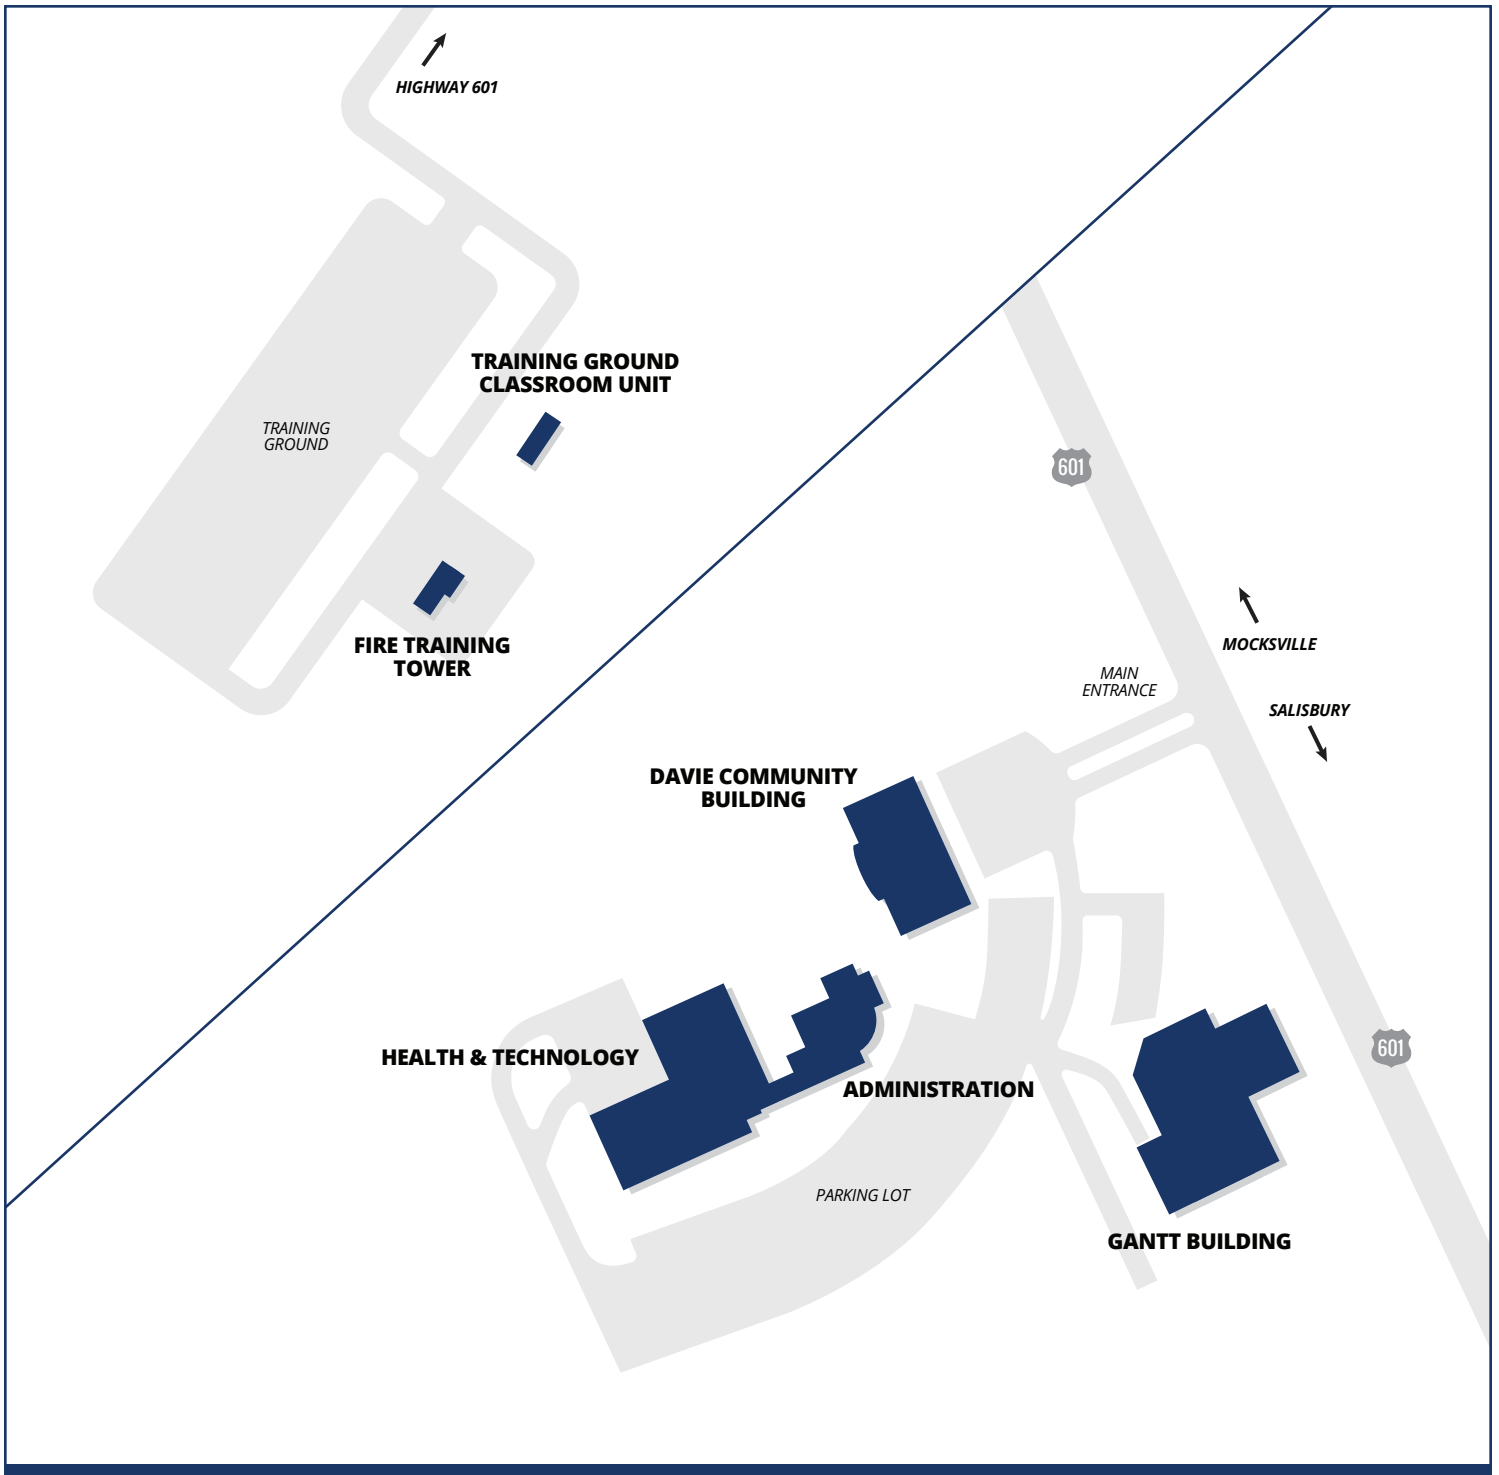 HIGHWAY 601
TRAINING GROUND
CLASSROOM UNIT
TRAINING
GROUND
601
FIRE TRAINING
TOWER
MOCKSVILLE
MAIN
ENTRANCE
SALISBURY
DAVIE COMMUNITY
BUILDING
601
HEALTH & TECHNOLOGY
ADMINISTRATION
PARKING LOT
GANTT BUILDING